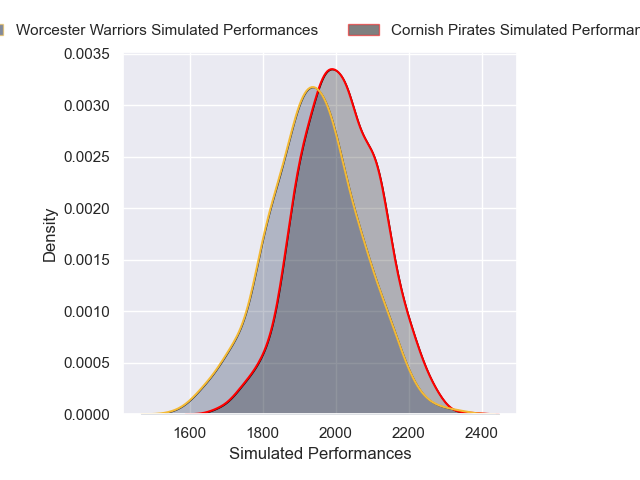 Worcester Warriors Simulated Performances
Cornish Pirates Simulated
0.0035
0.0030
0.0025
0.0020
0.0015
0.0010
0.0005
0.0000
Density
1600 1800 2000 2200 2400
Simulated Performances